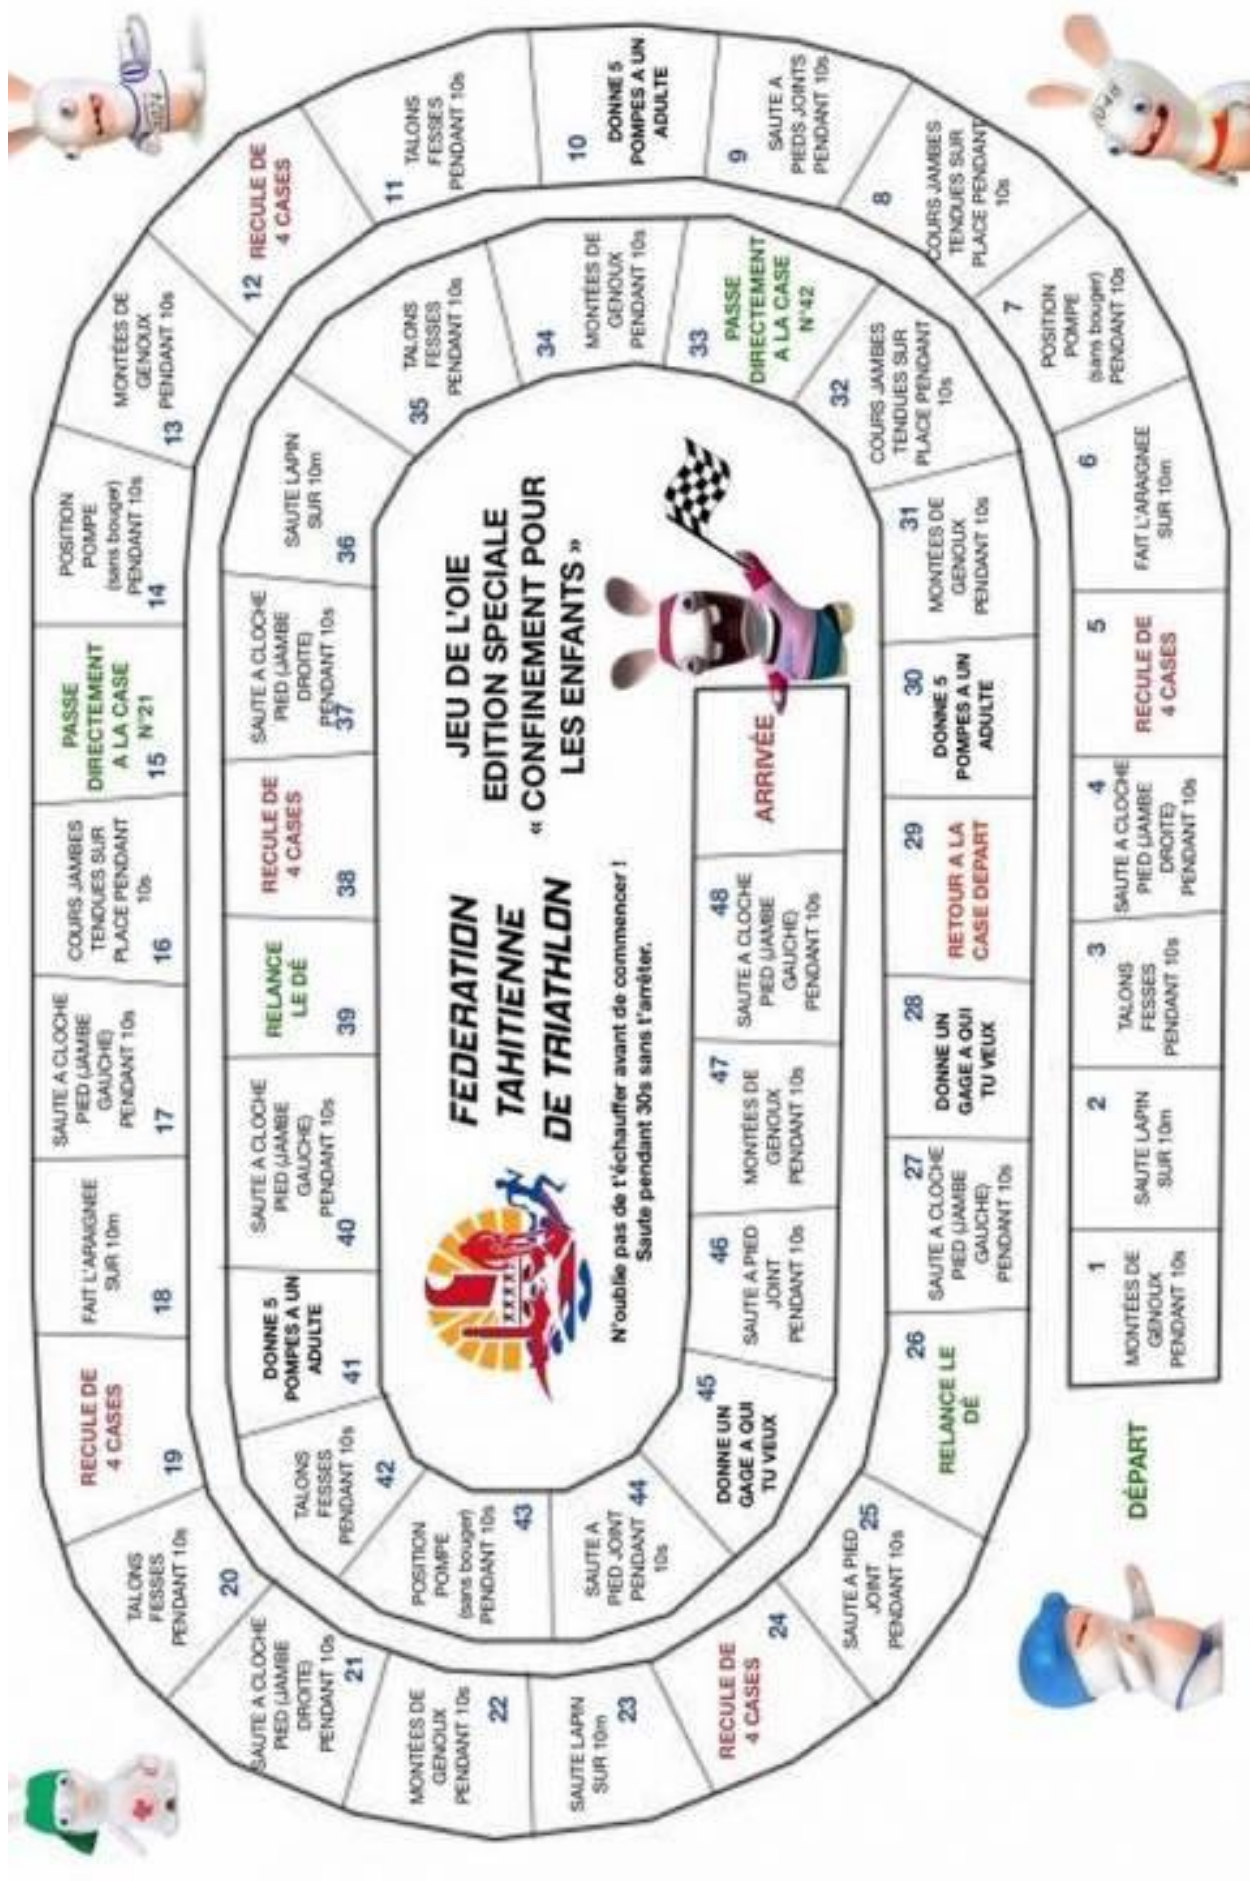 JEU DE L'OIE
EDITION SPECIALE
« CONFINEMENT POUR
LES ENFANTS »
FEDERATION
TAHITIENNE
DE TRIATHLON
N'oublie pas de t'échauffer avant de commencer !
Saute pendant 30s sans t'arrêter.
DÉPART
1
MONTÉES DE
GENOUX
PENDANT 10s
2
SAUTE LAPIN
SUR 10m
3
TALONS
FESSES
PENDANT 10s
4
SAUTE A CLOCHE
PIED (JAMBE
DROITE)
PENDANT 10s
5
RECULE DE
4 CASES
6
FAIT L'ARAIGNEE
SUR 10m
7
POSITION
POMPE
(sans bouger)
PENDANT 10s
8
COURS JAMBES
TENDUES SUR
PLACE PENDANT
10s
9
SAUTE A
PIEDS JOINTS
PENDANT 10s
10
DONNE 5
POMPES A UN
ADULTE
11
TALONS
FESSES
PENDANT 10s
12
RECULE DE
4 CASES
13
MONTÉES DE
GENOUX
PENDANT 10s
14
POSITION
POMPE
(sans bouger)
PENDANT 10s
15
PASSE
DIRECTEMENT
A LA CASE
N°21
16
COURS JAMBES
TENDUES SUR
PLACE PENDANT
10s
17
SAUTE A CLOCHE
PIED (JAMBE
GAUCHE)
PENDANT 10s
18
FAIT L'ARAIGNEE
SUR 10m
19
RECULE DE
4 CASES
20
TALONS
FESSES
PENDANT 10s
21
SAUTE A CLOCHE
PIED (JAMBE
DROITE)
PENDANT 10s
22
MONTÉES DE
GENOUX
PENDANT 10s
23
SAUTE LAPIN
SUR 10m
24
RECULE DE
4 CASES
25
SAUTE A PIED
JOINT
PENDANT 10s
26
RELANCE LE
DÉ
27
SAUTE A CLOCHE
PIED (JAMBE
GAUCHE)
PENDANT 10s
28
DONNE UN
GAGE A QUI
TU VEUX
29
RETOUR A LA
CASE DEPART
30
DONNE 5
POMPES A UN
ADULTE
31
MONTÉES DE
GENOUX
PENDANT 10s
32
COURS JAMBES
TENDUES SUR
PLACE PENDANT
10s
33
PASSE
DIRECTEMENT
A LA CASE
N°42
34
MONTÉES DE
GENOUX
PENDANT 10s
35
TALONS
FESSES
PENDANT 10s
36
SAUTE LAPIN
SUR 10m
37
SAUTE A CLOCHE
PIED (JAMBE
DROITE)
PENDANT 10s
38
RECULE DE
4 CASES
39
RELANCE
LE DÉ
40
SAUTE A CLOCHE
PIED (JAMBE
GAUCHE)
PENDANT 10s
41
DONNE 5
POMPES A UN
ADULTE
42
TALONS
FESSES
PENDANT 10s
43
POSITION
POMPE
(sans bouger)
PENDANT 10s
44
SAUTE A
PIED JOINT
PENDANT
10s
45
DONNE UN
GAGE A QUI
TU VEUX
46
SAUTE A PIED
JOINT
PENDANT 10s
47
MONTÉES DE
GENOUX
PENDANT 10s
48
SAUTE A CLOCHE
PIED (JAMBE
GAUCHE)
PENDANT 10s
ARRIVÉE